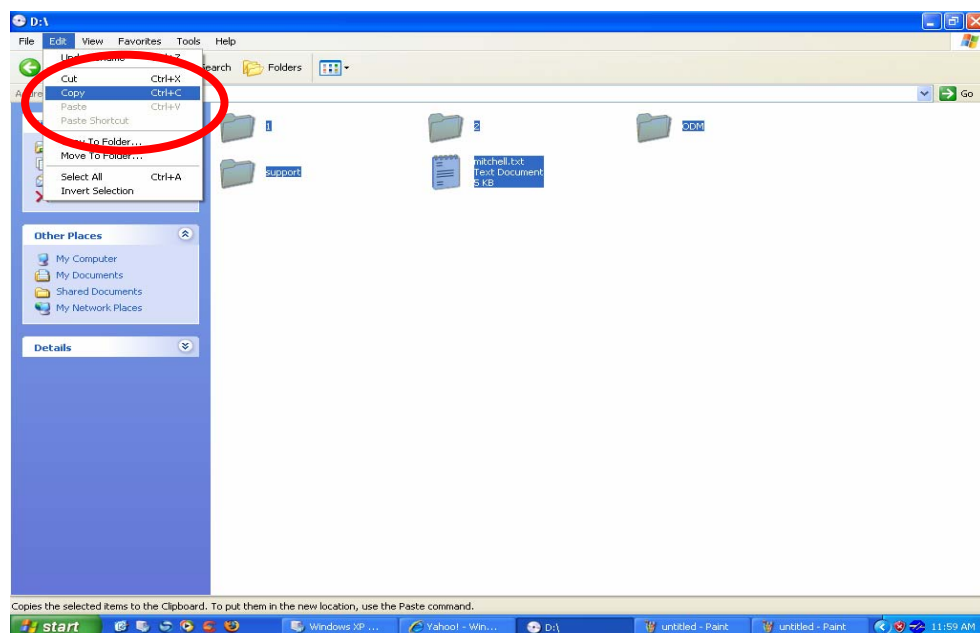 D:\
File Edit View Favorites Tools Help
Ctrl+Z
earch Folders
Cut Ctrl+X
Copy Ctrl+C
Go
Paste Ctrl+V
Paste Shortcut
To Folder...
Move To Folder...
Select All Ctrl+A
Invert Selection
1
2
ODM
support
mitchell.txt
Text Document
5 KB
Other Places
My Computer
My Documents
Shared Documents
My Network Places
Details
Copies the selected items to the Clipboard. To put them in the new location, use the Paste command.
start Windows XP ... Yahoo! - Win... D:\ untitled - Paint untitled - Paint 11:59 AM